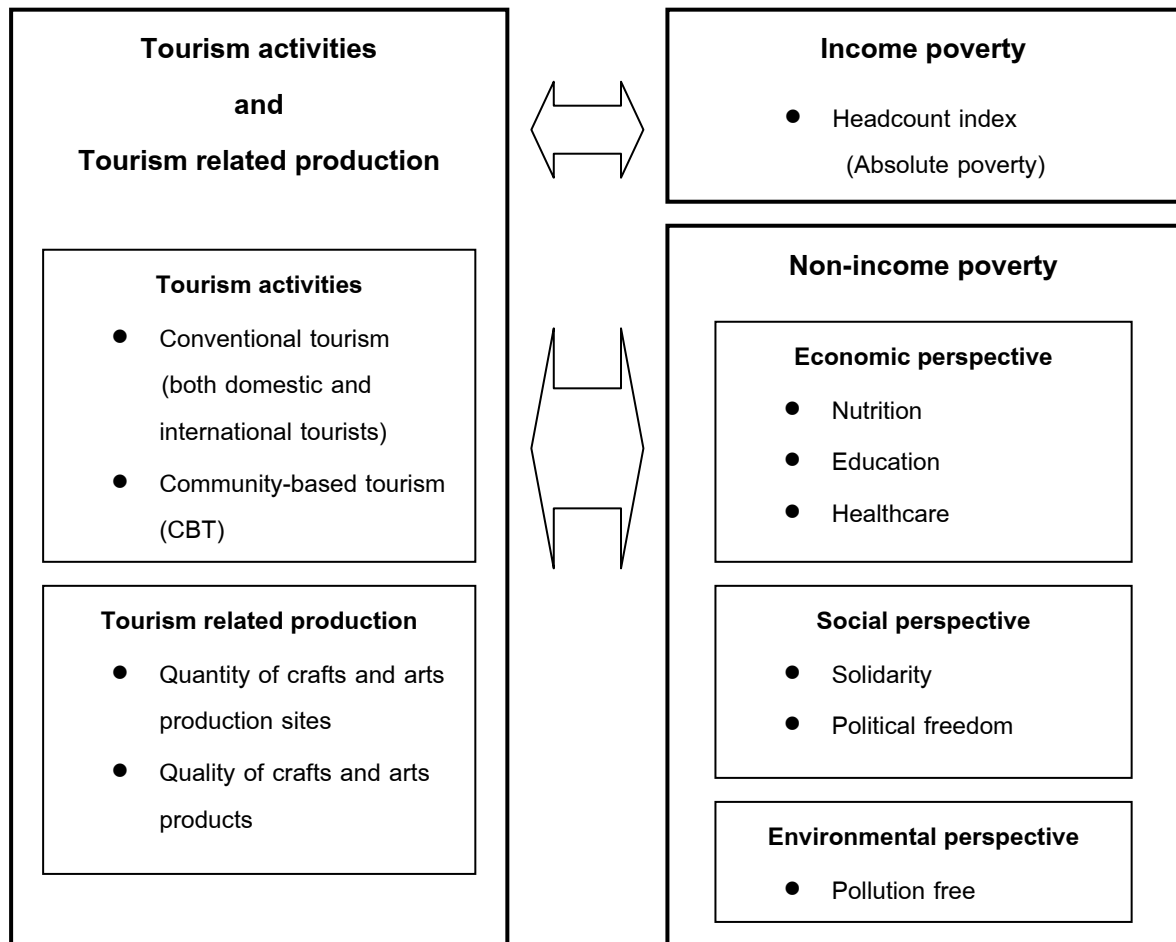 Tourism activities
and
Tourism related production
Tourism activities
● Conventional tourism
(both domestic and
international tourists)
● Community-based tourism
(CBT)
Tourism related production
● Quantity of crafts and arts
production sites
● Quality of crafts and arts
products
Income poverty
● Headcount index
(Absolute poverty)
Non-income poverty
Economic perspective
● Nutrition
● Education
● Healthcare
Social perspective
● Solidarity
● Political freedom
Environmental perspective
● Pollution free